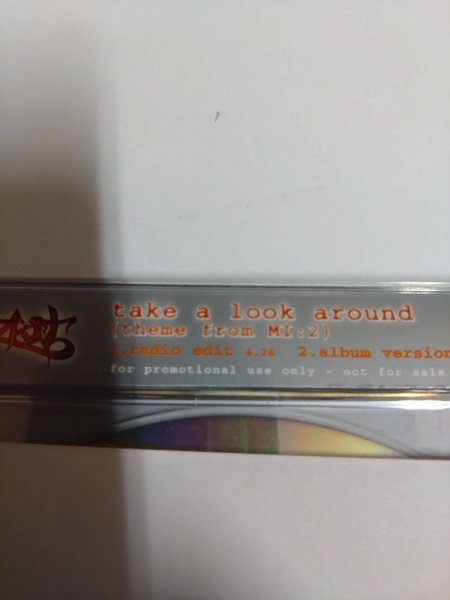 take a look around
(theme from MI:2)
1.radio edit 4.24 2.album version
for promotional use only - not for sale